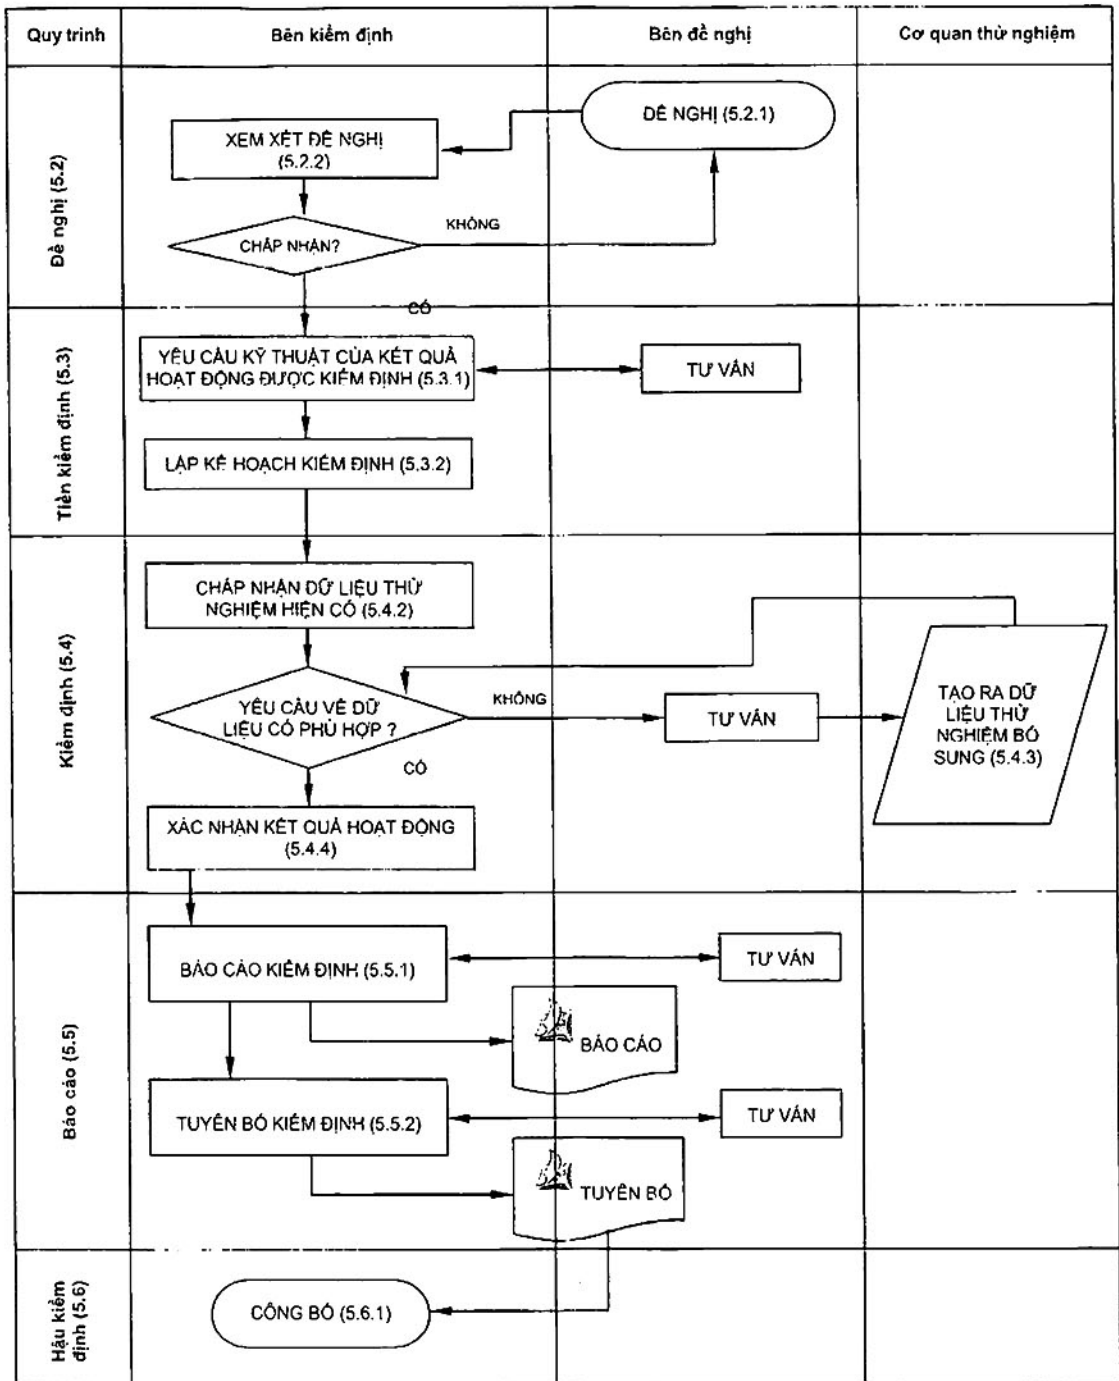 Quy trình
Bên kiểm định
Bên đề nghị
Cơ quan thử nghiệm
Đề nghị (5.2)
ĐỀ NGHỊ (5.2.1)
XEM XÉT ĐỀ NGHỊ
(5.2.2)
CHẤP NHẬN?
KHÔNG
CÓ
Tiền kiểm định (5.3)
YÊU CẦU KỸ THUẬT CỦA KẾT QUẢ
HOẠT ĐỘNG ĐƯỢC KIỂM ĐỊNH (5.3.1)
TƯ VẤN
LẬP KẾ HOẠCH KIỂM ĐỊNH (5.3.2)
Kiểm định (5.4)
CHẤP NHẬN DỮ LIỆU THỬ
NGHIỆM HIỆN CÓ (5.4.2)
YÊU CẦU VỀ DỮ
LIỆU CÓ PHÙ HỢP ?
KHÔNG
TƯ VẤN
TẠO RA DỮ
LIỆU THỬ
NGHIỆM BỔ
SUNG (5.4.3)
CÓ
XÁC NHẬN KẾT QUẢ HOẠT ĐỘNG
(5.4.4)
Báo cáo (5.5)
BÁO CÁO KIỂM ĐỊNH (5.5.1)
TƯ VẤN
BÁO CÁO
TUYÊN BỐ KIỂM ĐỊNH (5.5.2)
TƯ VẤN
TUYÊN BỐ
Hậu kiểm
định (5.6)
CÔNG BỐ (5.6.1)